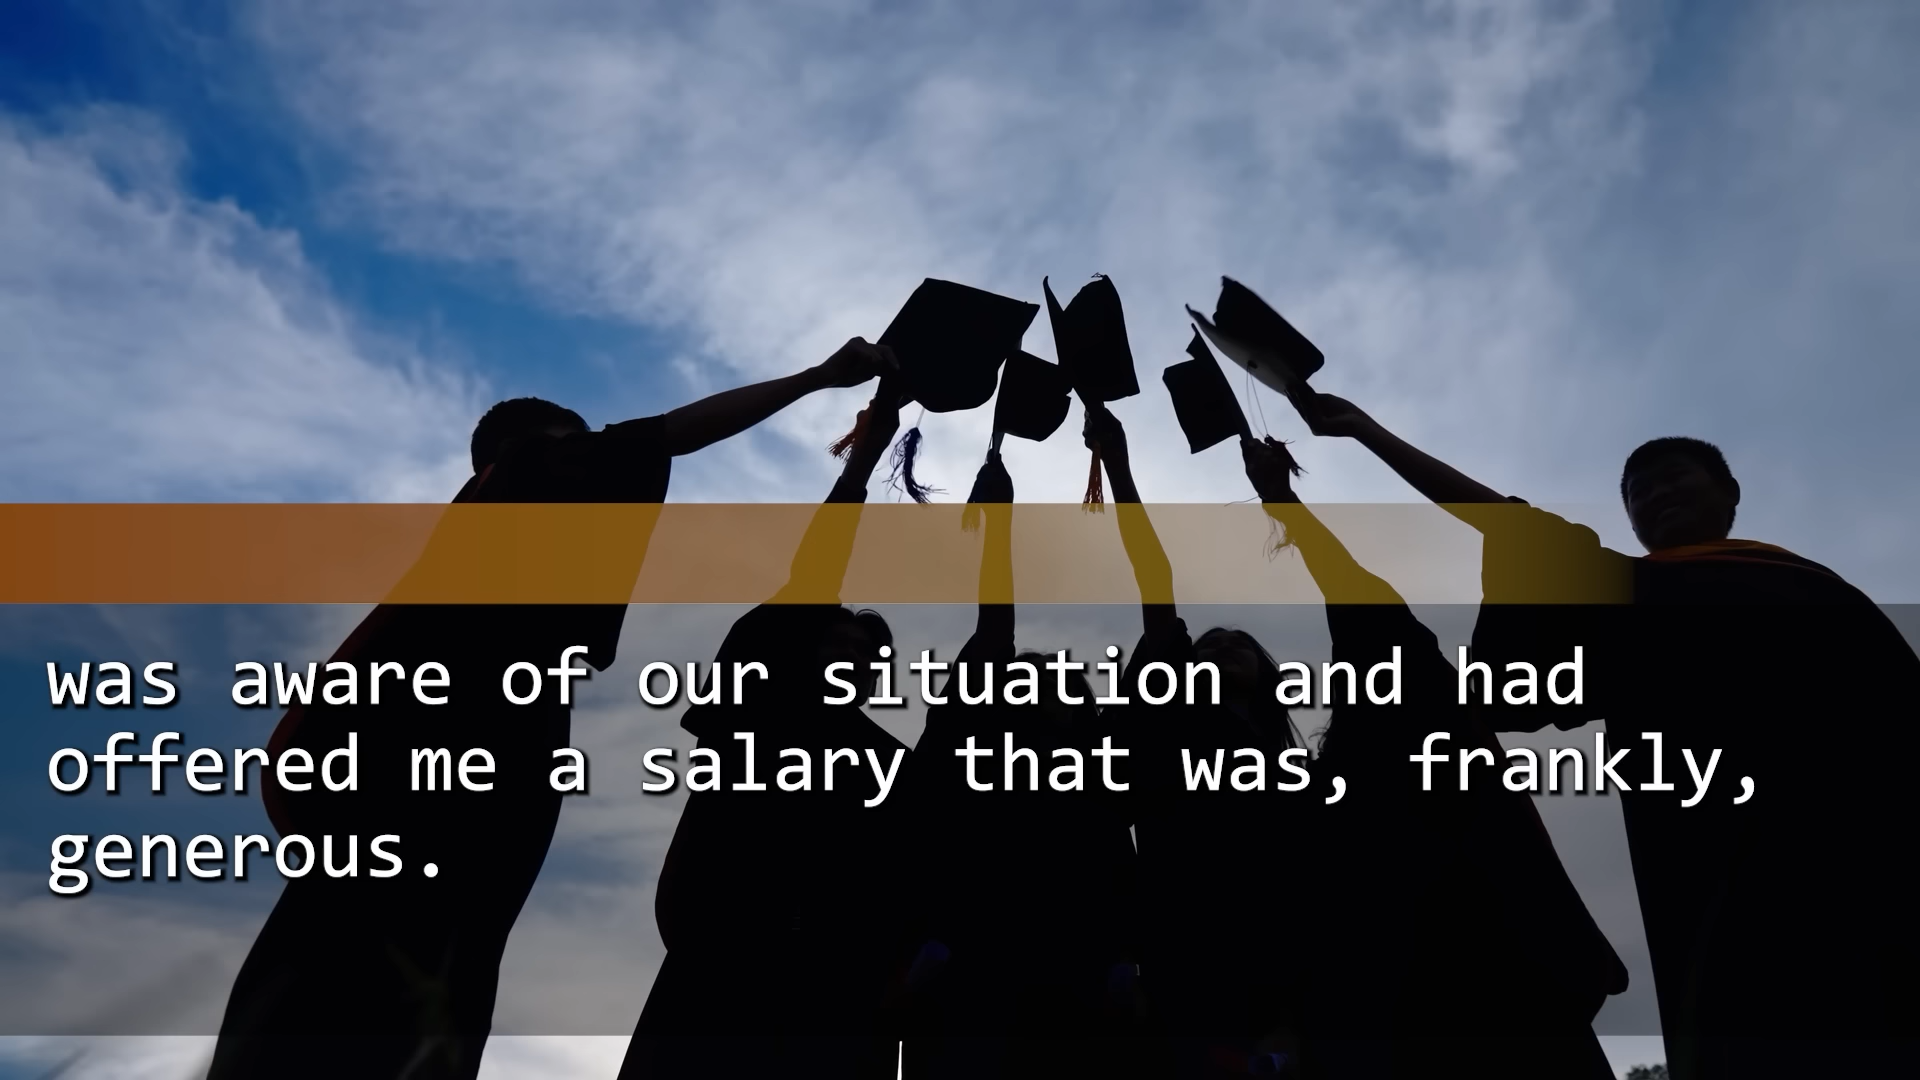 was aware of our situation and had
offered me a salary that was, frankly,
generous.